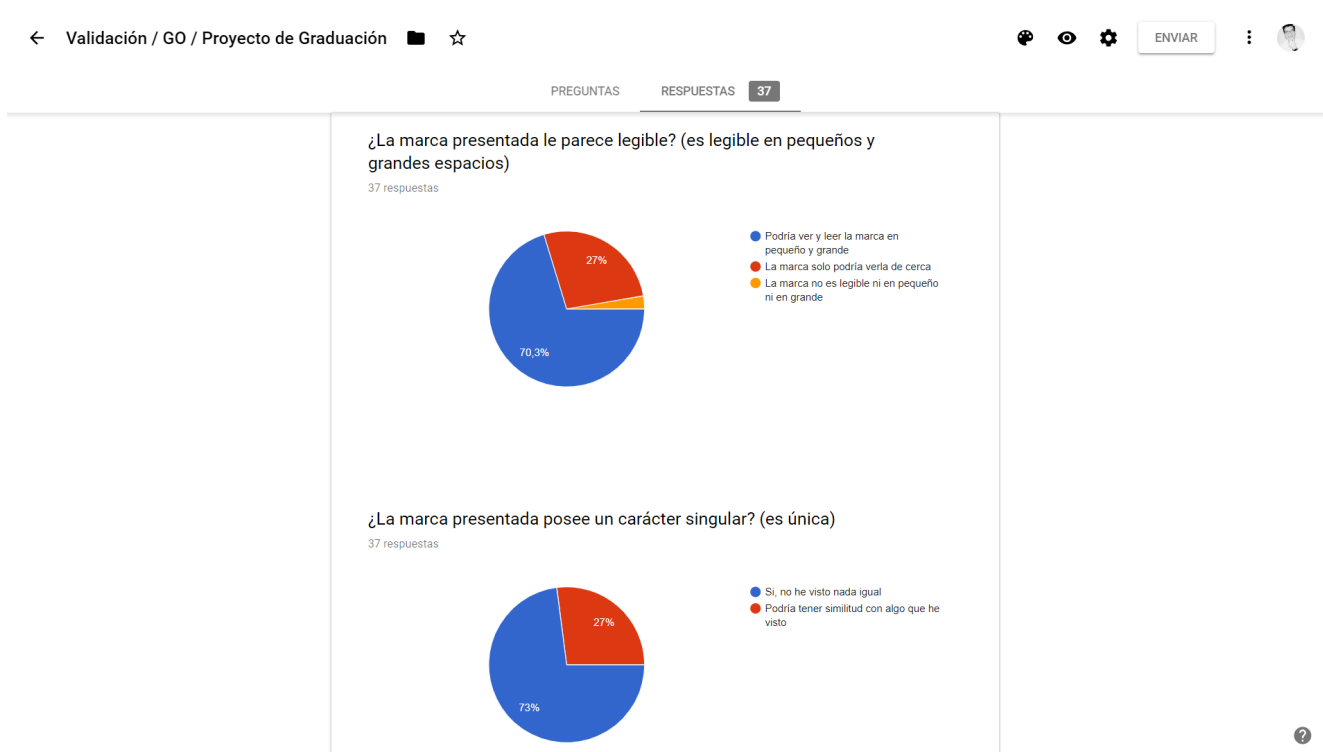 Validación / GO / Proyecto de Graduación
ENVIAR
PREGUNTAS
RESPUESTAS
37
¿La marca presentada le parece legible? (es legible en pequeños y
grandes espacios)
37 respuestas
27%
70,3%
Podría ver y leer la marca en
pequeño y grande
La marca solo podría verla de cerca
La marca no es legible ni en pequeño
ni en grande
¿La marca presentada posee un carácter singular? (es única)
37 respuestas
27%
73%
Si, no he visto nada igual
Podría tener similitud con algo que he
visto
?